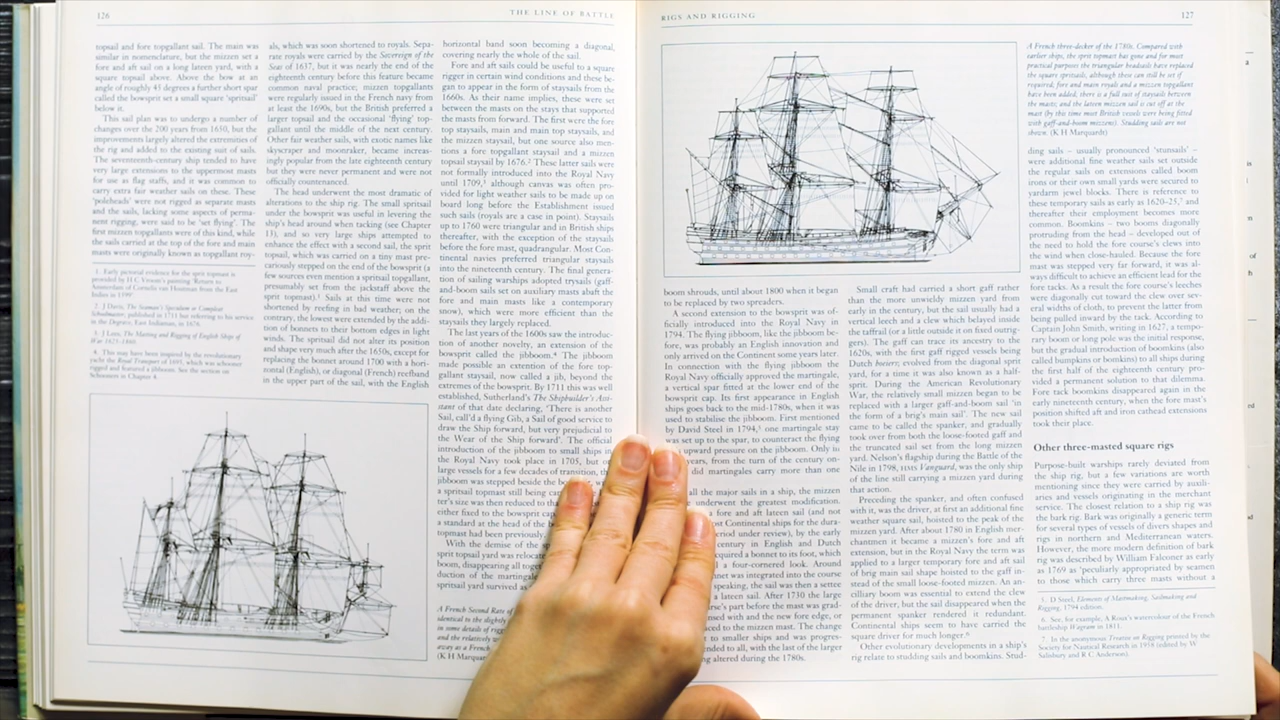 126
THE LINE OF BATTLE
topsail and fore topgallant sail. The main was
similar in nomenclature, but the mizzen set a
fore and aft sail on a long lateen yard, with a
square topsail above. Above the bow at an
angle of roughly 45 degrees a further short spar
called the bowsprit set a small square 'spritsail'
below it.
This sail plan was to undergo a number of
changes over the 200 years from 1650, but the
improvements largely altered the extremities of
the rig and added to the existing suit of sails.
The seventeenth-century ship tended to have
very large extensions to the uppermost masts
for use as flag staffs, and it was common to
carry extra fair weather sails on these. These
'poleheads' were not rigged as separate masts
and the sails, lacking some aspects of perma-
nent rigging, were said to be 'set flying'. The
first mizzen topgallants were of this kind, while
the sails carried at the top of the fore and main
masts were originally known as topgallant roy-
1. Early pictorial evidence for the sprit topmast is
provided by H C Vroom's painting 'Return to
Amsterdam of Cornelis van Houtman from the East
Indies in 1599'.
2. J Davis, The Seaman's Speculum or Compleat
Schoolmaster, published in 1711 but referring to his service
in the Degrave, East Indiaman, in 1676.
3. J Lees, The Masting and Rigging of English Ships of
War 1625-1860.
4. This may have been inspired by the revolutionary
yacht the Royal Transport of 1695, which was schooner
rigged and featured a jibboom. See the section on
Schooners in Chapter 4.
als, which was soon shortened to royals. Sepa-
rate royals were carried by the Sovereign of the
Seas of 1637, but it was nearly the end of the
eighteenth century before this feature became
common naval practice; mizzen topgallants
were regularly issued in the French navy from
at least the 1690s, but the British preferred a
larger topsail and the occasional 'flying' top-
gallant until the middle of the next century.
Other fair weather sails, with exotic names like
skyscraper and moonraker, became increas-
ingly popular from the late eighteenth century
but they were never permanent and were not
officially countenanced.
The head underwent the most dramatic of
alterations to the ship rig. The small spritsail
under the bowsprit was useful in levering the
ship's head around when tacking (see Chapter
11), and so very large ships attempted to
enhance the effect with a second sail, the sprit
topsail, which was carried on a tiny mast pre-
cariously stepped on the end of the bowsprit (a
few sources even mention a spritsail topgallant,
presumably set from the jackstaff above the
sprit topmast).¹ Sails at this time were not
shortened by reefing in bad weather; on the
contrary, the lowest were extended by the addi-
tion of bonnets to their bottom edges in light
winds. The spritsail did not alter its position
and shape very much after the 1650s, except for
replacing the bonnet around 1700 with a hori-
zontal (English), or diagonal (French) reefband
in the upper part of the sail, with the English
horizontal band soon becoming a diagonal,
covering nearly the whole of the sail.
Fore and aft sails could be useful to a square
rigger in certain wind conditions and these be-
gan to appear in the form of staysails from the
1660s. As their name implies, these were set
between the masts on the stays that supported
the masts from forward. The first were the fore
top staysails, main and main top staysails, and
the mizzen staysail, but one source also men-
tions a fore topgallant staysail and a mizzen
topsail staysail by 1676.² These latter sails were
not formally introduced into the Royal Navy
until 1709,³ although canvas was often pro-
vided for light weather sails to be made up on
board long before the Establishment issued
such sails (royals are a case in point). Staysails
up to 1760 were triangular and in British ships
thereafter, with the exception of the staysails
before the fore mast, quadrangular. Most Con-
tinental navies preferred triangular staysails
into the nineteenth century. The final genera-
tion of sailing warships adopted trysails (gaff-
and-boom sails set on auxiliary masts abaft the
fore and main masts like a contemporary
snow), which were more efficient than the
staysails they largely replaced.
The last years of the 1600s saw the introduc-
tion of another novelty, an extension of the
bowsprit called the jibboom.⁴ The jibboom
made possible an extension of the fore top-
gallant staysail, now called a jib, beyond the
extremes of the bowsprit. By 1711 this was well
established, Sutherland's The Shipbuilder's Assi-
stant of that date declaring, 'There is another
Sail, call'd a flying Gib, a Sail of good service to
draw the Ship forward, but very prejudicial to
the Wear of the Ship forward'. The official
introduction of the jibboom to small ships in
the Royal Navy took place in 1705, but on
large vessels for a few decades of transition, the
jibboom was stepped beside the
a spritsail topmast still being
ter's size was then reduced to
either fixed to the bowsprit cap
a standard at the head of the
topmast had been previously.
With the demise of the
sprit topsail yard was relocate
boom, disappearing all toge
duction of the martingale
spritsail yard survived as
A French Second Rate of
identical to the slightly
in some details of rigg
and the relatively
away as a French
(K H Marquar
RIGS AND RIGGING
127
A French three-decker of the 1780s. Compared with
earlier ships, the sprit topmast has gone and for most
practical purposes the triangular headsails have replaced
the square spritsails, although these can still be set if
required; fore and main royals and a mizzen topgallant
have been added; there is a full suit of staysails between
the masts; and the lateen mizzen sail is cut off at the
mast (by this time most British vessels were being fitted
with gaff-and-boom mizzens). Studding sails are not
shown. (K H Marquardt)
boom shrouds, until about 1800 when it began
to be replaced by two spreaders.
A second extension to the bowsprit was of-
ficially introduced into the Royal Navy in
1794. The flying jibboom, like the jibboom be-
fore, was probably an English innovation and
only arrived on the Continent some years later.
In connection with the flying jibboom the
Royal Navy officially approved the martingale,
a vertical spar fitted at the lower end of the
bowsprit cap. Its first appearance in English
ships goes back to the mid-1780s, when it was
used to stabilise the jibboom. First mentioned
by David Steel in 1794,⁵ one martingale stay
was set up to the spar, to counteract the flying
upward pressure on the jibboom. Only in
years, from the turn of the century on-
did martingales carry more one
all the major sails in a ship, the mizzen
underwent the greatest modification.
a fore and aft lateen sail (and not
ost Continental ships for the dura-
eriod under review), by the early
century in English and Dutch
cquired a bonnet to its foot, which
a four-cornered look. Around
nnet was integrated into the course
speaking, the sail was then a settee
a lateen sail. After 1730 the large
rse's part before the mast was grad-
nsed with and the new fore edge, or
ced to the mizzen mast. The change
to smaller ships and was progres-
ended to all, with the last of the larger
ng altered during the 1780s.
Small craft had carried a short gaff rather
than the more unwieldy mizzen yard from
early in the century, but the sail usually had a
vertical leech and a clew which belayed inside
the taffrail (or a little outside it on fixed outrig-
gers). The gaff can trace its ancestry to the
1620s, with the first gaff rigged vessels being
Dutch boeier; evolved from the diagonal sprit
yard, for a time it was also known as a half-
sprit. During the American Revolutionary
War, the relatively small mizzen began to be
replaced with a larger gaff-and-boom sail 'in
the form of a brig's main sail'. The new sail
came to be called the spanker, and gradually
took over from both the loose-footed gaff and
the truncated sail set from the long mizzen
yard. Nelson's flagship during the Battle of the
Nile in 1798, HMS Vanguard, was the only ship
of the line still carrying a mizzen yard during
that action.
Preceding the spanker, and often confused
with it, was the driver, at first an additional fine
weather square sail, hoisted to the peak of the
mizzen yard. After about 1780 in English mer-
chantmen it became a mizzen's fore and aft
extension, but in the Royal Navy the term was
applied to a larger temporary fore and aft sail
of brig main sail shape hoisted to the gaff in-
stead of the small loose-footed mizzen. An an-
cilliary boom was essential to extend the clew
of the driver, but the sail disappeared when the
permanent spanker rendered it redundant.
Continental ships seem to have carried the
square driver for much longer.⁶
Other evolutionary developments in a ship's
rig relate to studding sails and boomkins. Stud-
ding sails – usually pronounced 'stunsails' –
were additional fine weather sails set outside
the regular sails on extensions called boom
irons or their own small yards were secured to
yardarm jewel blocks. There is reference to
these temporary sails as early as 1620-25,⁷ and
thereafter their employment becomes more
common. Boomkins – two booms diagonally
protruding from the head – developed out of
the need to hold the fore course's clews into
the wind when close-hauled. Because the fore
mast was stepped very far forward, it was al-
ways difficult to achieve an efficient lead for the
fore tacks. As a result the fore course's leeches
were diagonally cut toward the clew over sev-
eral widths of cloth, to prevent the latter from
being pulled inward by the tack. According to
Captain John Smith, writing in 1627, a tempo-
rary boom or long pole was the initial response,
but the gradual introduction of boomkins (also
called bumpkins or boomkins) to all ships during
the first half of the eighteenth century pro-
vided a permanent solution to that dilemma.
Fore tack boomkins disappeared again in the
early nineteenth century, when the fore mast's
position shifted aft and iron cathead extensions
took their place.
Other three-masted square rigs
Purpose-built warships rarely deviated from
the ship rig, but a few variations are worth
mentioning since they were carried by auxili-
aries and vessels originating in the merchant
service. The closest relation to a ship rig was
the bark rig. Bark was originally a generic term
for several types of vessel of divers shapes and
rigs in northern and Mediterranean waters.
However, the more modern definition of bark
rig was described by William Falconer as early
as 1769 as 'peculiarly appropriated by seamen
to those which carry three masts without a
5. D Steel, Elements of Mastmaking, Sailmaking and
Rigging, 1794 edition.
6. See, for example, A Roux's watercolour of the French
battleship Wagram in 1811.
7. In the anonymous Treatise on Rigging printed by the
Society for Nautical Research in 1958 (edited by W
Salisbury and R C Anderson).